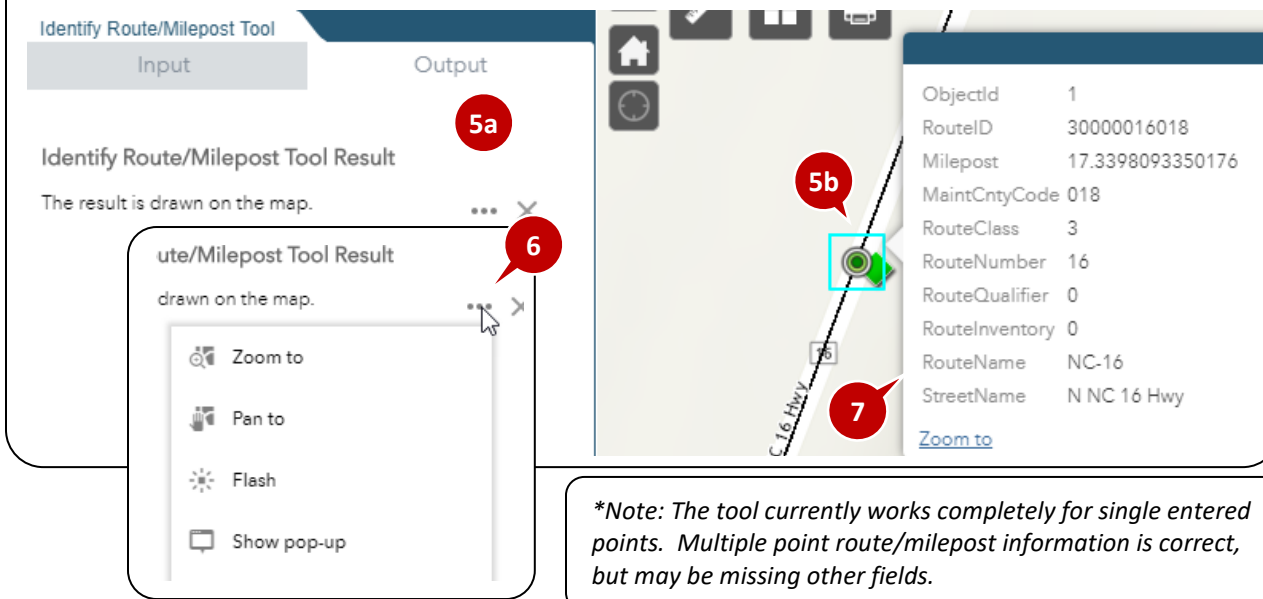 Identify Route/Milepost Tool
Input
Output
5a
Identify Route/Milepost Tool Result
The result is drawn on the map.
6
ute/Milepost Tool Result
drawn on the map.
Zoom to
Pan to
Flash
Show pop-up
5b
16
C 16 Hwy
7
ObjectId 1
RouteID 30000016018
Milepost 17.3398093350176
MaintCntyCode 018
RouteClass 3
RouteNumber 16
RouteQualifier 0
RouteInventory 0
RouteName NC-16
StreetName N NC 16 Hwy
Zoom to
*Note: The tool currently works completely for single entered
points. Multiple point route/milepost information is correct,
but may be missing other fields.